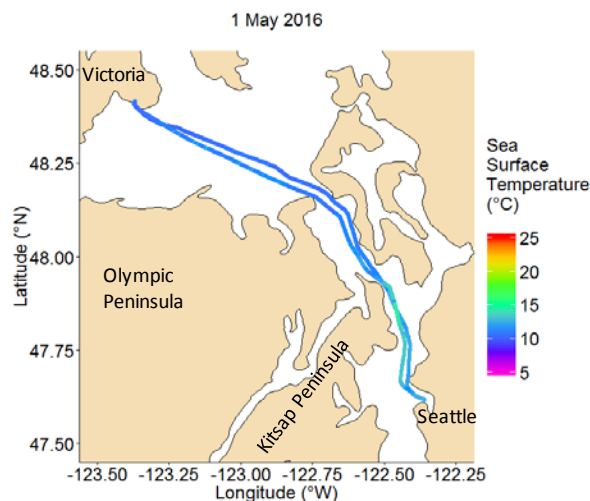 1 May 2016
48.50
48.25
48.00
47.75
47.50
Latitude (°N)
Victoria
Olympic
Peninsula
Kitsap Peninsula
Seattle
-123.50 -123.25 -123.00 -122.75 -122.50 -122.25
Longitude (°W)
Sea
Surface
Temperature
(°C)
25
20
15
10
5